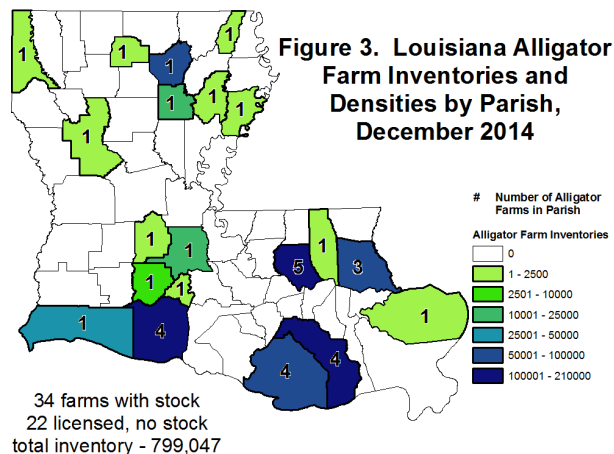 Figure 3. Louisiana Alligator
Farm Inventories and
Densities by Parish,
December 2014
1
1
1
1
1
1
1
1
1
1
1
1
5
1
3
1
4
1
4
4
# Number of Alligator
Farms in Parish
Alligator Farm Inventories
0
1 - 2500
2501 - 10000
10001 - 25000
25001 - 50000
50001 - 100000
100001 - 210000
34 farms with stock
22 licensed, no stock
total inventory - 799,047